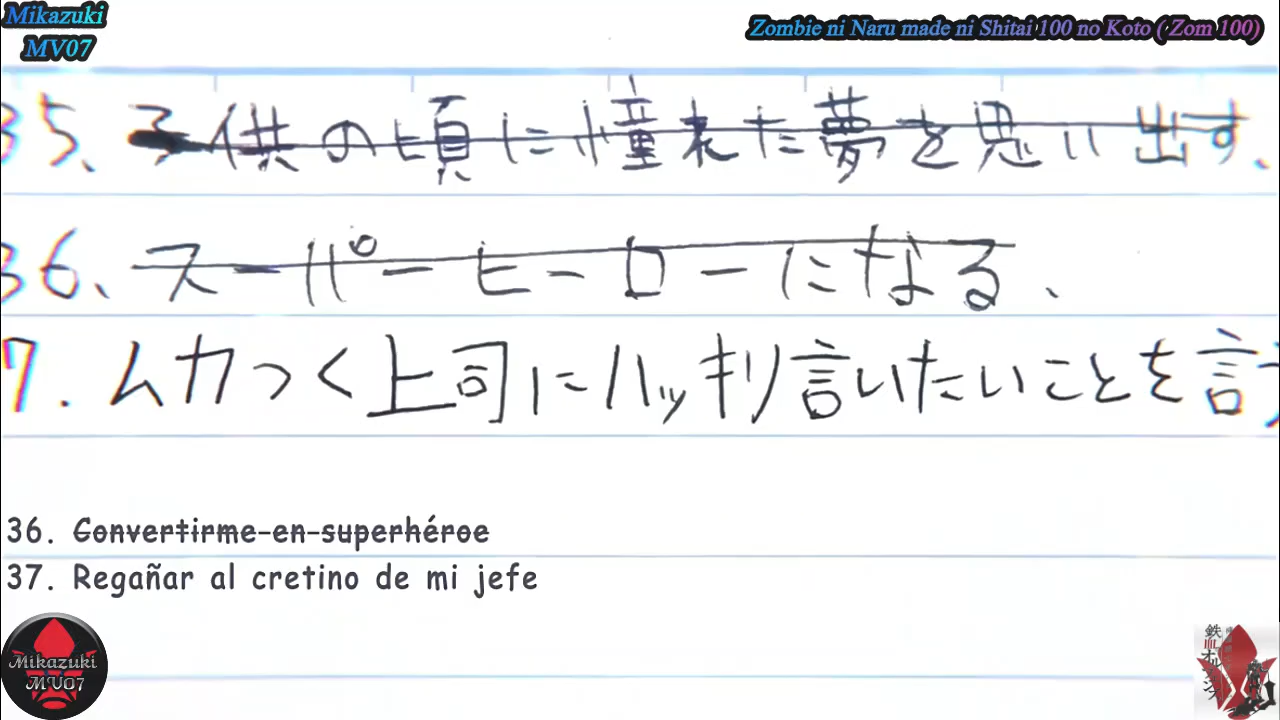 Mikazuki
MV07
Zombie ni Naru made ni Shitai 100 no Koto ( Zom 100)
35、子供の頃に憧れた夢を思い出す、
36、スーパーヒーローになる、
7. ムカつく上司にハッキリ言いたいことを言う
36. Convertirme-en-superhéroe
37. Regañar al cretino de mi jefe
Mikazuki
MV07